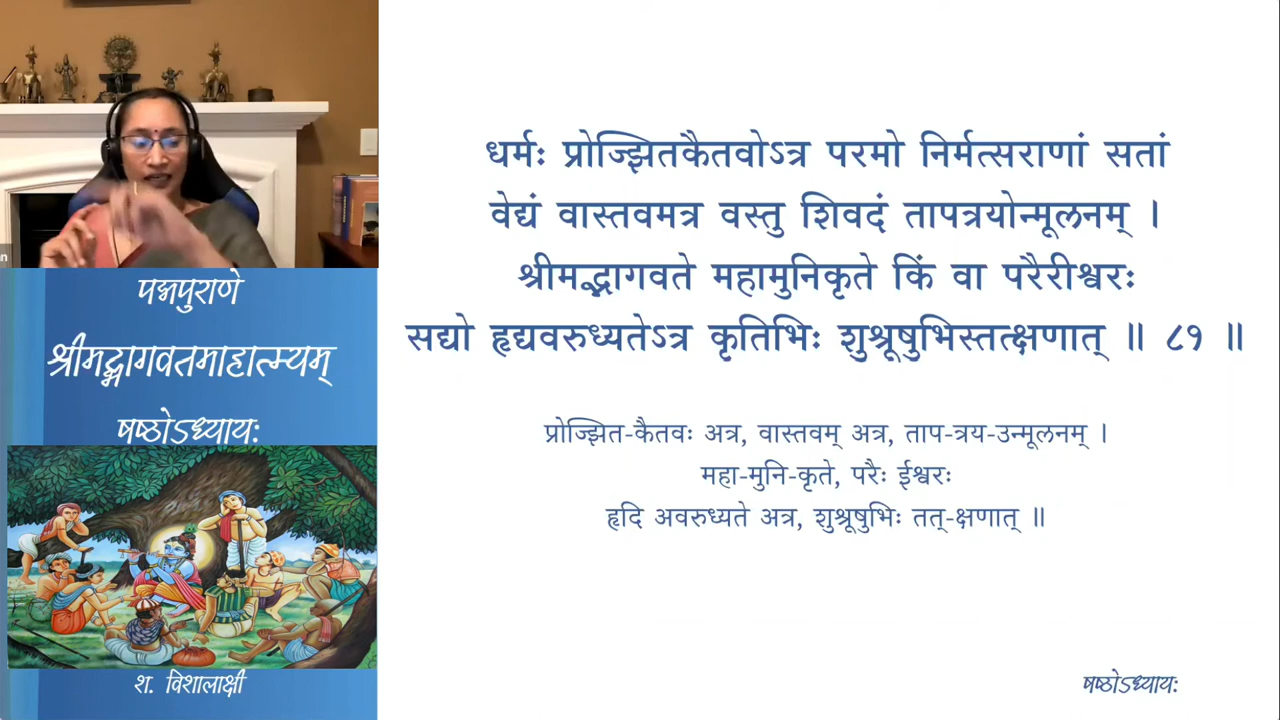 धर्मः प्रोज्झितकैतवोऽत्र परमो निर्मत्सराणां सतां
वेद्यं वास्तवमत्र वस्तु शिवदं तापत्रयोन्मूलनम् ।
श्रीमद्भागवते महामुनिकृते किं वा परैरीश्वरः
सद्यो हृद्यवरुध्यतेऽत्र कृतिभिः शुश्रूषुभिस्तत्क्षणात् ॥ ८१ ॥
प्रोज्झित-कैतवः अत्र, वास्तवम् अत्र, ताप-त्रय-उन्मूलनम् ।
महा-मुनि-कृते, परैः ईश्वरः
हृदि अवरुध्यते अत्र, शुश्रूषुभिः तत्-क्षणात् ॥
पद्मपुराणे
श्रीमद्भागवतमाहात्म्यम्
षष्ठोऽध्यायः
श. विशालाक्षी
षष्ठोऽध्यायः